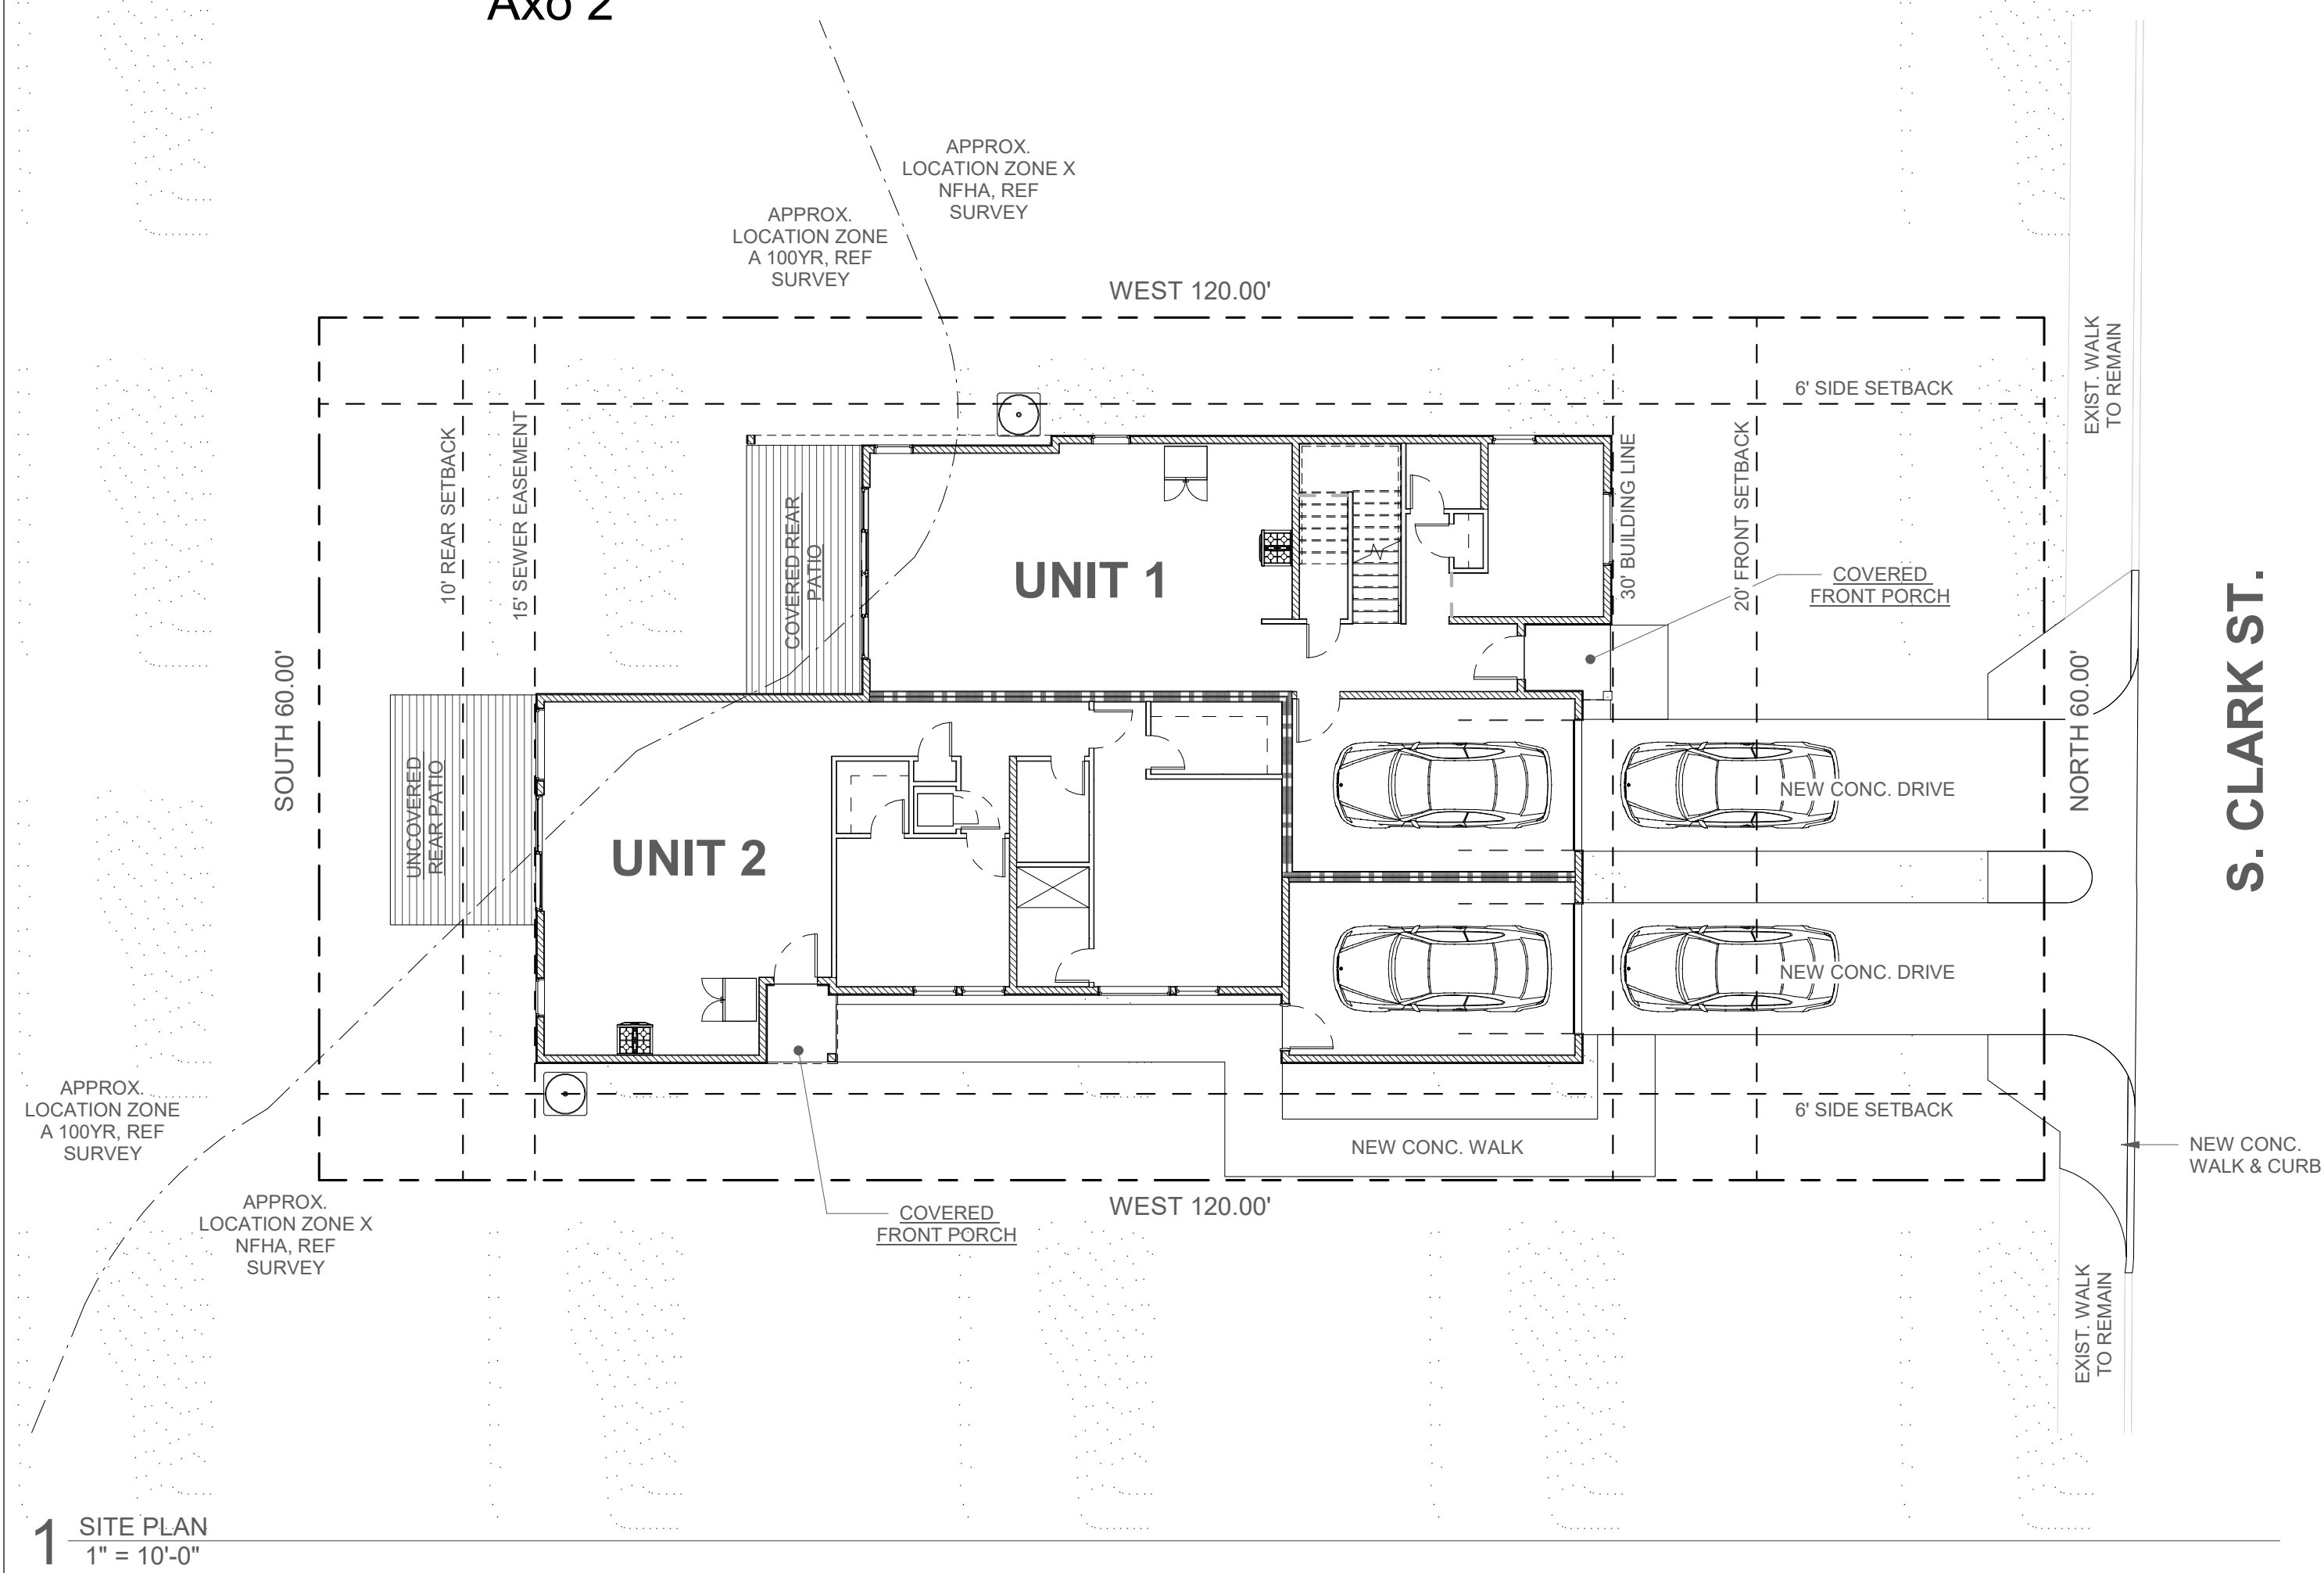 Axo 2
APPROX.
LOCATION ZONE X
NFHA, REF
SURVEY
APPROX.
LOCATION ZONE
A 100YR, REF
SURVEY
WEST 120.00'
EXIST. WALK
TO REMAIN
6' SIDE SETBACK
10' REAR SETBACK
15' SEWER EASEMENT
COVERED REAR
PATIO
UNIT 1
30' BUILDING LINE
20' FRONT SETBACK
COVERED
FRONT PORCH
S. CLARK ST.
SOUTH 60.00'
NORTH 60.00'
UNCOVERED
REAR PATIO
UNIT 2
NEW CONC. DRIVE
NEW CONC. DRIVE
APPROX.
LOCATION ZONE
A 100YR, REF
SURVEY
6' SIDE SETBACK
NEW CONC. WALK
NEW CONC.
WALK & CURB
APPROX.
LOCATION ZONE X
NFHA, REF
SURVEY
COVERED
FRONT PORCH
WEST 120.00'
EXIST. WALK
TO REMAIN
1 SITE PLAN
1" = 10'-0"